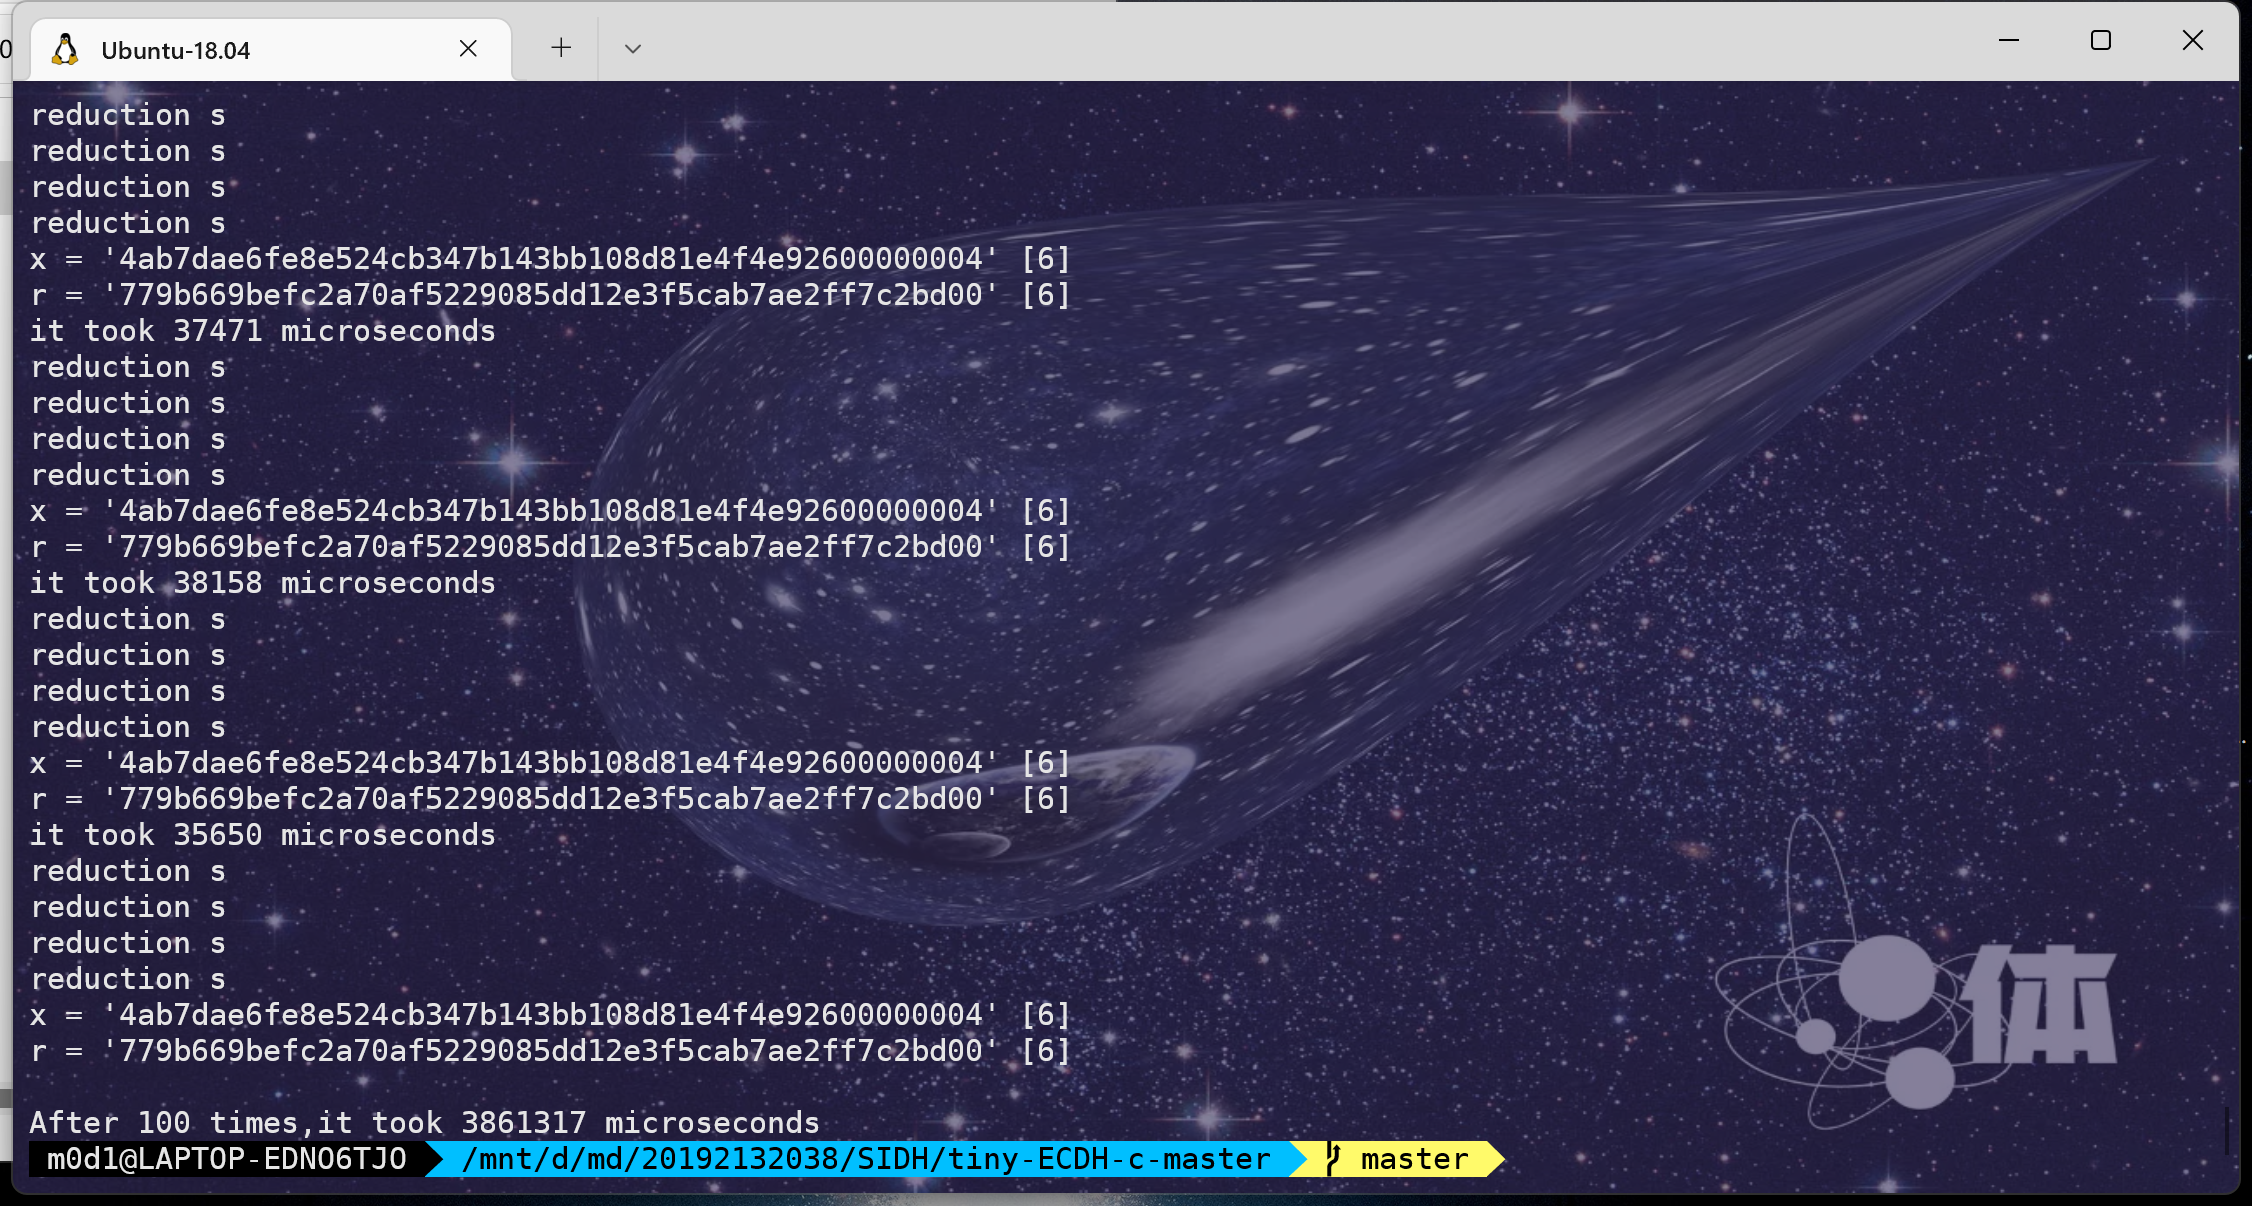 Ubuntu-18.04
reduction s
reduction s
reduction s
reduction s
x = '4ab7dae6fe8e524cb347b143bb108d81e4f4e92600000004' [6]
r = '779b669befc2a70af5229085dd12e3f5cab7ae2ff7c2bd00' [6]
it took 37471 microseconds
reduction s
reduction s
reduction s
reduction s
x = '4ab7dae6fe8e524cb347b143bb108d81e4f4e92600000004' [6]
r = '779b669befc2a70af5229085dd12e3f5cab7ae2ff7c2bd00' [6]
it took 38158 microseconds
reduction s
reduction s
reduction s
reduction s
x = '4ab7dae6fe8e524cb347b143bb108d81e4f4e92600000004' [6]
r = '779b669befc2a70af5229085dd12e3f5cab7ae2ff7c2bd00' [6]
it took 35650 microseconds
reduction s
reduction s
reduction s
reduction s
x = '4ab7dae6fe8e524cb347b143bb108d81e4f4e92600000004' [6]
r = '779b669befc2a70af5229085dd12e3f5cab7ae2ff7c2bd00' [6]
体
After 100 times,it took 3861317 microseconds
m0d1@LAPTOP-EDNO6TJO /mnt/d/md/20192132038/SIDH/tiny-ECDH-c-master master